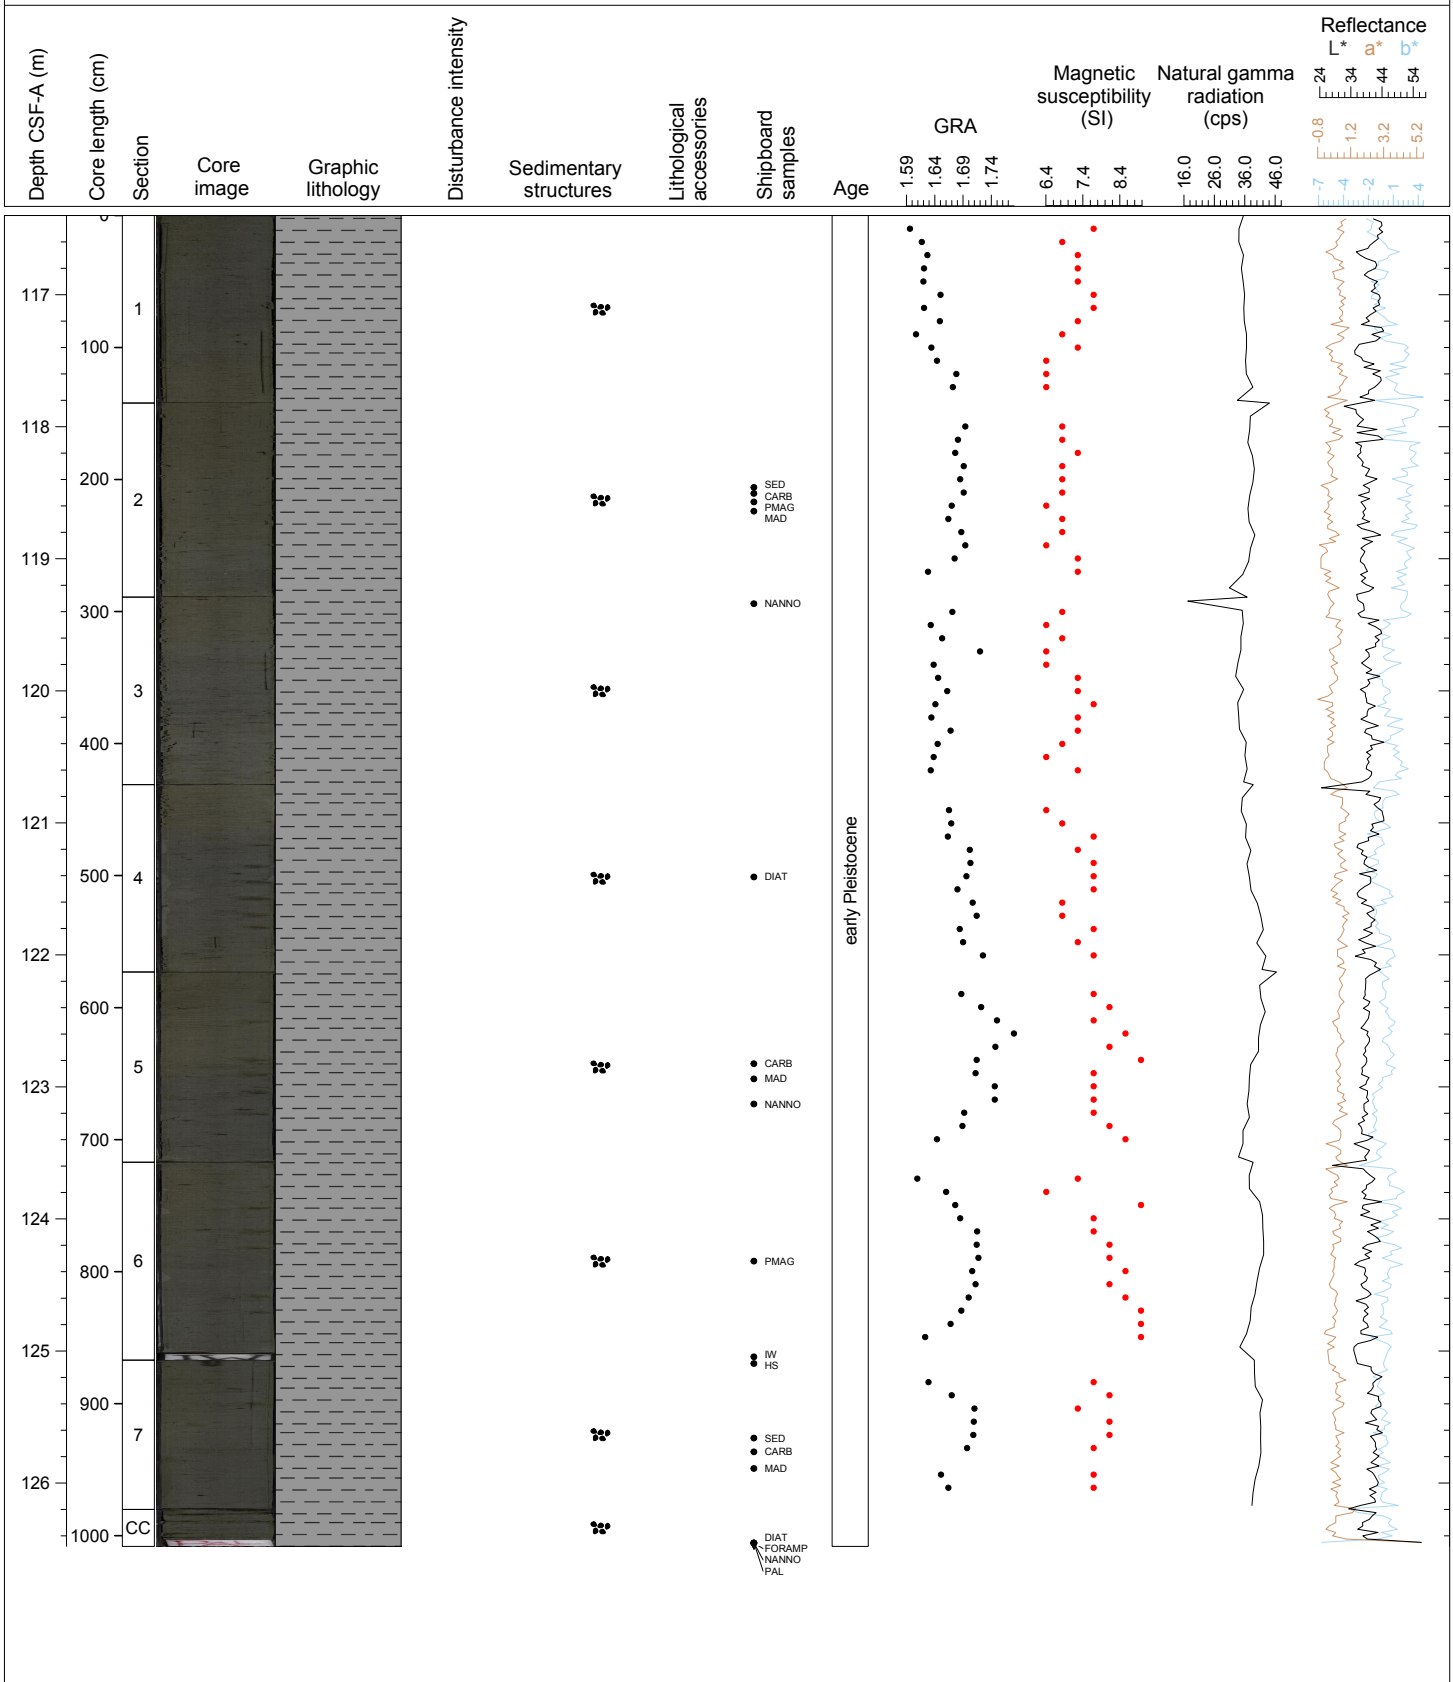 Depth CSF-A (m)
Core length (cm)
Section
Core
image
Graphic
lithology
Disturbance intensity
Sedimentary
structures
Lithological
accessories
Shipboard
samples
Age
GRA
1.59 1.64 1.69 1.74
Magnetic
susceptibility
(SI)
6.4 7.4 8.4
Natural gamma
radiation
(cps)
16.0 26.0 36.0 46.0
Reflectance
L* a* b*
24 34 44 54
-0.8 1.2 3.2 5.2
-7 -4 -2 1 4
0
117
1
100
118
200
2
SED
CARB
PMAG
MAD
119
300
NANNO
120
3
400
121
500
4
DIAT
early Pleistocene
122
600
5
CARB
123
MAD
NANNO
700
124
6
800
PMAG
125
IW
HS
900
7
SED
CARB
MAD
126
CC
1000
DIAT
FORAMP
NANNO
PAL